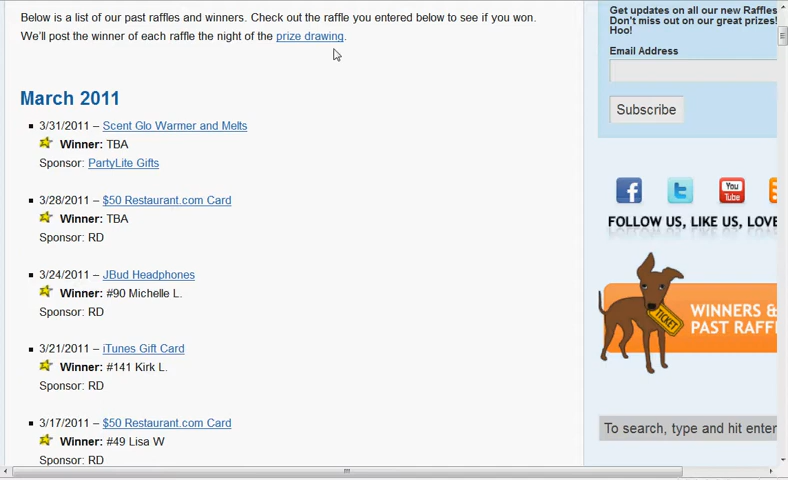 Below is a list of our past raffles and winners. Check out the raffle you entered below to see if you won.
We'll post the winner of each raffle the night of the prize drawing.
March 2011
3/31/2011 – Scent Glo Warmer and Melts
Winner: TBA
Sponsor: PartyLite Gifts
3/28/2011 – $50 Restaurant.com Card
Winner: TBA
Sponsor: RD
3/24/2011 – JBud Headphones
Winner: #90 Michelle L.
Sponsor: RD
3/21/2011 – iTunes Gift Card
Winner: #141 Kirk L.
Sponsor: RD
3/17/2011 – $50 Restaurant.com Card
Winner: #49 Lisa W
Sponsor: RD
Get updates on all our new Raffles
Don't miss out on our great prizes!
Hoo!
Email Address
Subscribe
You
Tube
FOLLOW US, LIKE US, LOVE
TICKET
WINNERS &
PAST RAFF
To search, type and hit enter